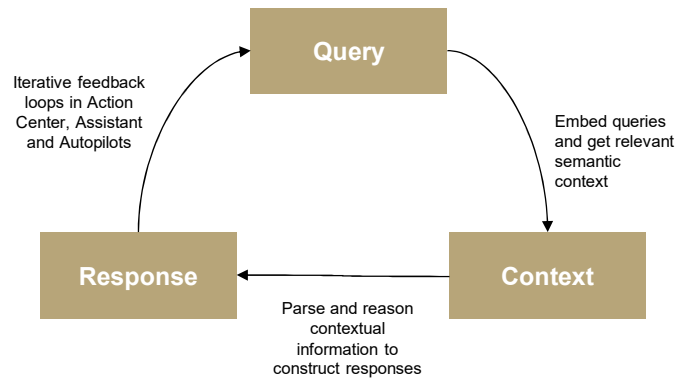 Query
Iterative feedback
loops in Action
Center, Assistant
and Autopilots
Embed queries
and get relevant
semantic
context
Response
Context
Parse and reason
contextual
information to
construct responses